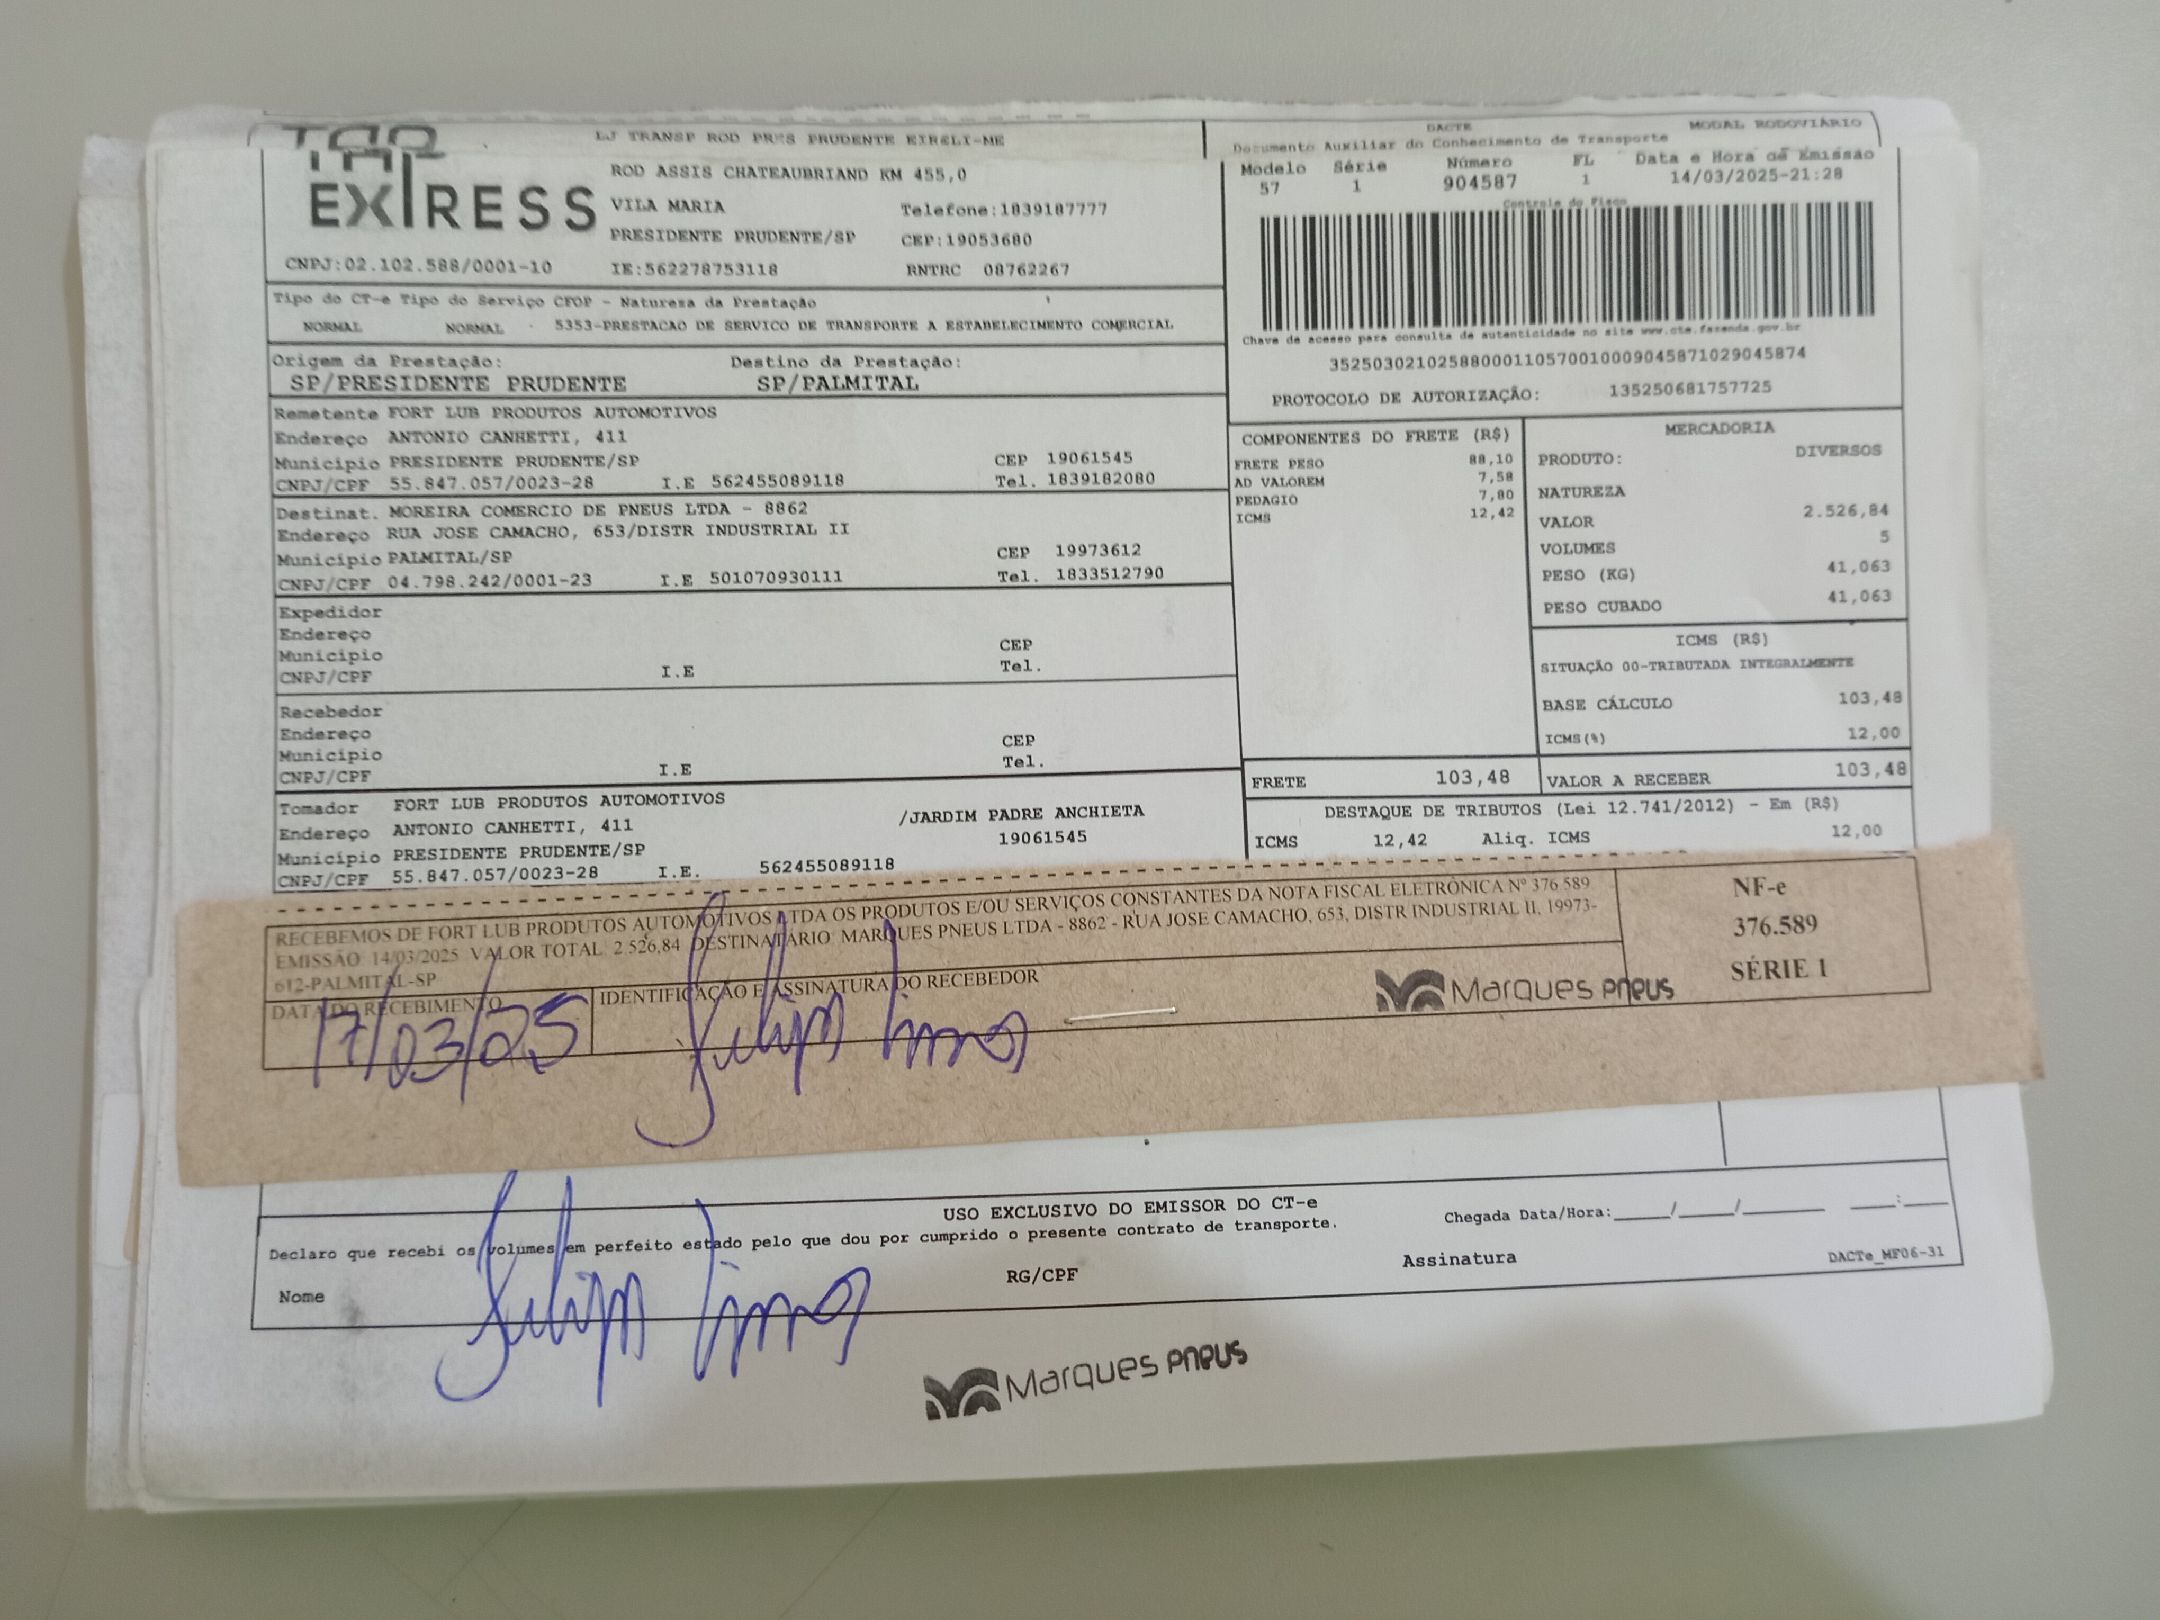 EXTRESS
LJ TRANSP ROD PRES PRUDENTE EIRELI-ME
ROD ASSIS CHATEAUBRIAND KM 455,0
VILA MARIA Telefone:1839187777
PRESIDENTE PRUDENTE/SP CEP:19053680
CNPJ:02.102.588/0001-10 IE:562278753118 RNTRC 08762267
DACTE MODAL RODOVIÁRIO
Documento Auxiliar do Conhecimento de Transporte
Modelo Série Número FL Data e Hora de Emissão
57 1 904587 1 14/03/2025-21:28
Controle do Fisco
Chave de acesso para consulta de autenticidade no site www.cte.fazenda.gov.br
35250302102588000110570010009045871029045874
PROTOCOLO DE AUTORIZAÇÃO: 135250681757725
Tipo do CT-e Tipo do Serviço CFOP - Natureza da Prestação
NORMAL NORMAL 5353-PRESTACAO DE SERVICO DE TRANSPORTE A ESTABELECIMENTO COMERCIAL
Origem da Prestação: Destino da Prestação:
SP/PRESIDENTE PRUDENTE SP/PALMITAL
Remetente FORT LUB PRODUTOS AUTOMOTIVOS
Endereço ANTONIO CANHETTI, 411
Município PRESIDENTE PRUDENTE/SP CEP 19061545
CNPJ/CPF 55.847.057/0023-28 I.E 562455089118 Tel. 1839182080
Destinat. MOREIRA COMERCIO DE PNEUS LTDA - 8862
Endereço RUA JOSE CAMACHO, 653/DISTR INDUSTRIAL II
Município PALMITAL/SP CEP 19973612
CNPJ/CPF 04.798.242/0001-23 I.E 501070930111 Tel. 1833512790
Expedidor
Endereço
Município CEP
CNPJ/CPF I.E Tel.
Recebedor
Endereço
Município CEP
CNPJ/CPF I.E Tel.
Tomador FORT LUB PRODUTOS AUTOMOTIVOS
Endereço ANTONIO CANHETTI, 411 /JARDIM PADRE ANCHIETA
Município PRESIDENTE PRUDENTE/SP 19061545
CNPJ/CPF 55.847.057/0023-28 I.E. 562455089118
COMPONENTES DO FRETE (R$)
FRETE PESO 88,10
AD VALOREM 7,58
PEDAGIO 7,80
ICMS 12,42
MERCADORIA
PRODUTO: DIVERSOS
NATUREZA
VALOR 2.526,84
VOLUMES 5
PESO (KG) 41,063
PESO CUBADO 41,063
ICMS (R$)
SITUAÇÃO 00-TRIBUTADA INTEGRALMENTE
BASE CÁLCULO 103,48
ICMS(%) 12,00
FRETE 103,48 VALOR A RECEBER 103,48
DESTAQUE DE TRIBUTOS (Lei 12.741/2012) - Em (R$)
ICMS 12,42 Aliq. ICMS 12,00
RECEBEMOS DE FORT LUB PRODUTOS AUTOMOTIVOS LTDA OS PRODUTOS E/OU SERVIÇOS CONSTANTES DA NOTA FISCAL ELETRÔNICA Nº 376.589
EMISSÃO: 14/03/2025 VALOR TOTAL: 2.526,84 DESTINATÁRIO: MARQUES PNEUS LTDA - 8862 - RUA JOSE CAMACHO, 653, DISTR INDUSTRIAL II, 19973-
612-PALMITAL-SP
DATA DO RECEBIMENTO IDENTIFICAÇÃO E ASSINATURA DO RECEBEDOR
17/03/25
Marques pneus
NF-e
376.589
SÉRIE 1
USO EXCLUSIVO DO EMISSOR DO CT-e
Declaro que recebi os volumes em perfeito estado pelo que dou por cumprido o presente contrato de transporte.
Chegada Data/Hora:_____/_____/_______ ____:____
Nome RG/CPF Assinatura DACTe_MF06-31
Marques pneus